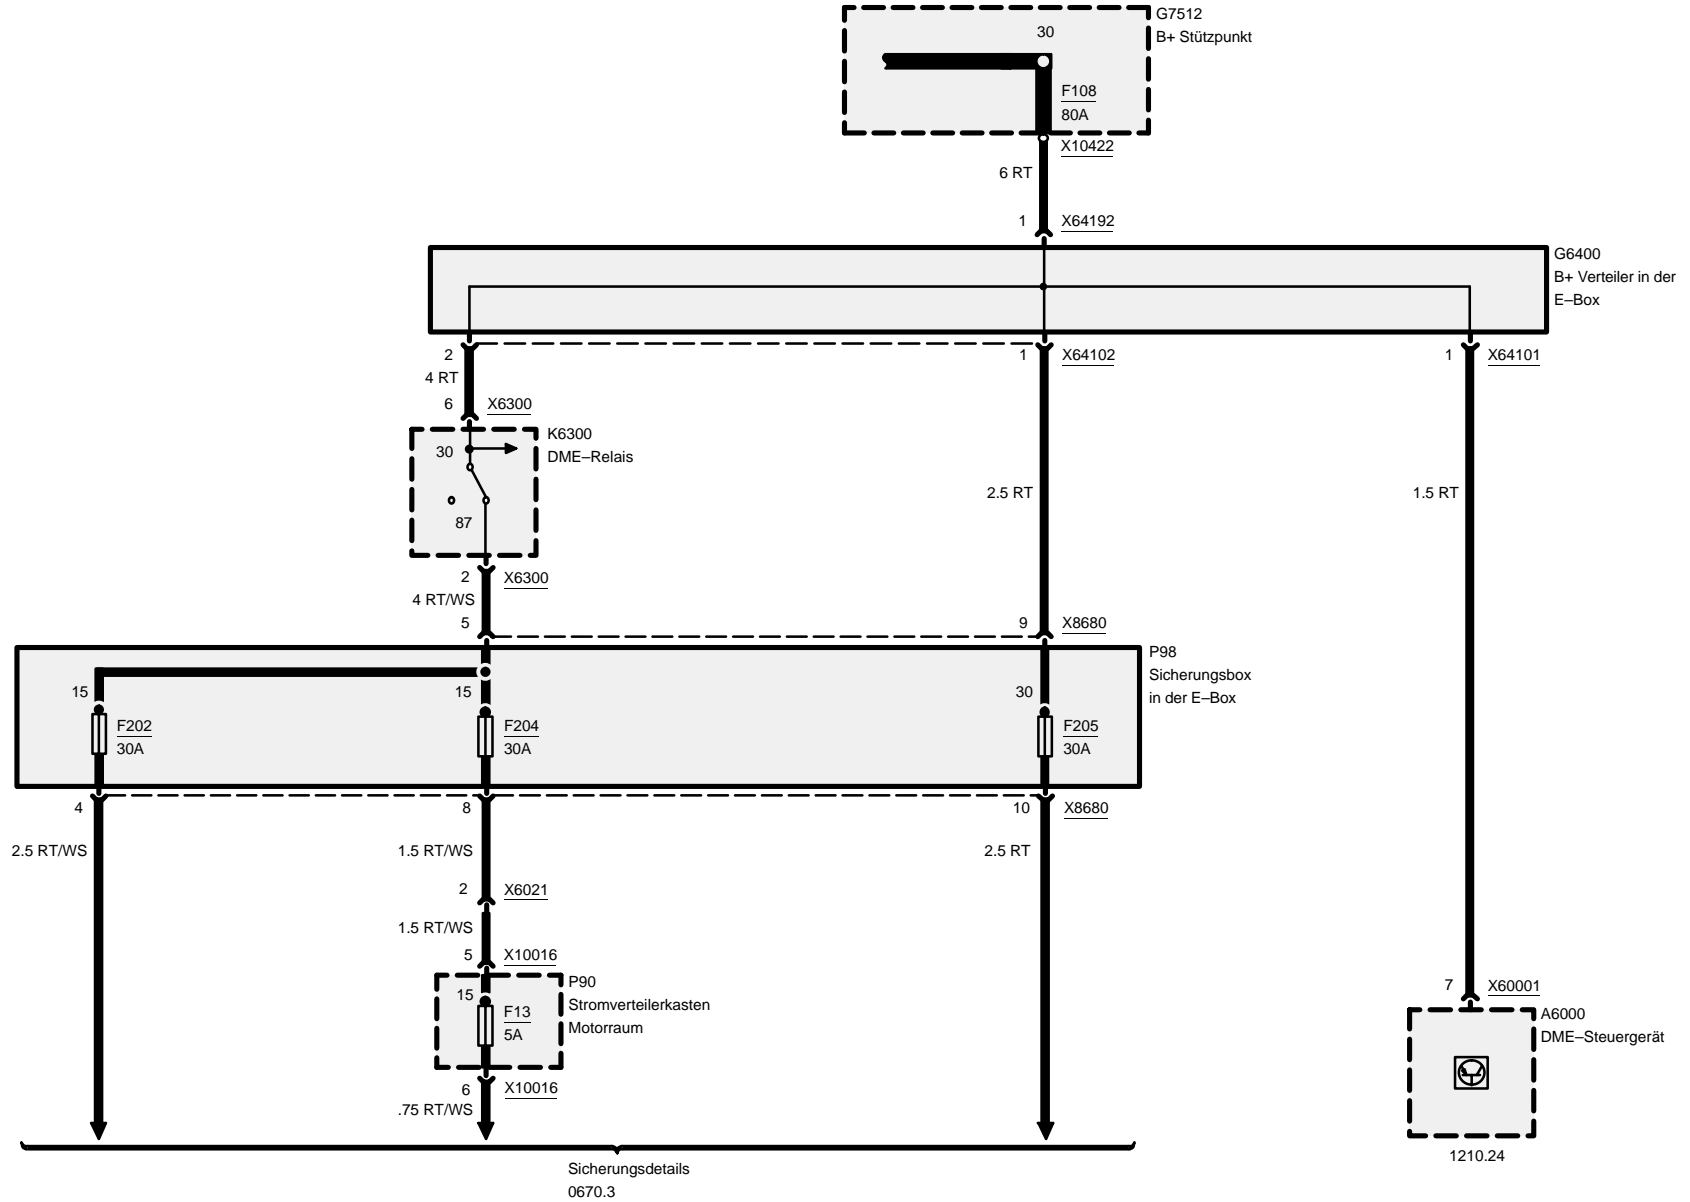 G7512
B+ Stützpunkt
30
F108
80A
X10422
6 RT
1
X64192
G6400
B+ Verteiler in der
E–Box
2
1
X64102
1
X64101
4 RT
6
X6300
K6300
DME–Relais
30
87
2.5 RT
1.5 RT
2
X6300
4 RT/WS
5
9
X8680
P98
Sicherungsbox
in der E–Box
15
15
30
F202
30A
F204
30A
F205
30A
4
8
10
X8680
2.5 RT/WS
1.5 RT/WS
2.5 RT
2
X6021
1.5 RT/WS
5
X10016
P90
Stromverteilerkasten
Motorraum
15
F13
5A
7
X60001
A6000
DME–Steuergerät
6
X10016
.75 RT/WS
1210.24
Sicherungsdetails
0670.3